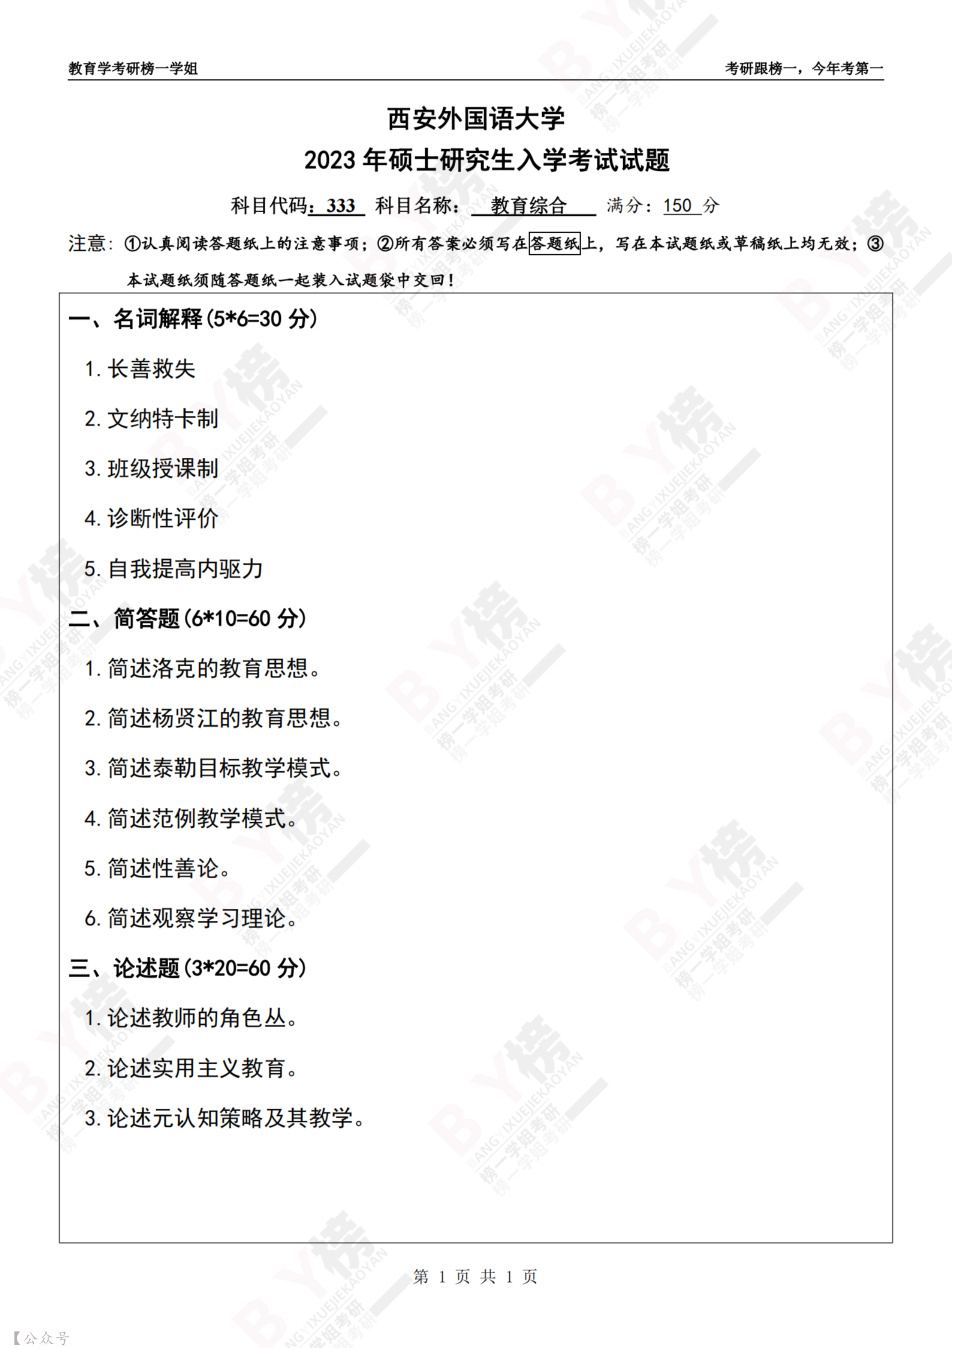 教育学考研榜一学姐 考研跟榜一，今年考第一
西安外国语大学
2023 年硕士研究生入学考试试题
科目代码：333 科目名称： 教育综合 满分：150 分
注意：①认真阅读答题纸上的注意事项；②所有答案必须写在答题纸上，写在本试题纸或草稿纸上均无效；③
本试题纸须随答题纸一起装入试题袋中交回！
一、名词解释(5*6=30 分)
1.长善救失
2.文纳特卡制
3.班级授课制
4.诊断性评价
5.自我提高内驱力
二、简答题(6*10=60 分)
1.简述洛克的教育思想。
2.简述杨贤江的教育思想。
3.简述泰勒目标教学模式。
4.简述范例教学模式。
5.简述性善论。
6.简述观察学习理论。
三、论述题(3*20=60 分)
1.论述教师的角色丛。
2.论述实用主义教育。
3.论述元认知策略及其教学。
第 1 页 共 1 页
【公众号
BY榜
BANGYIXUEJIEKAOYAN
榜一学姐考研